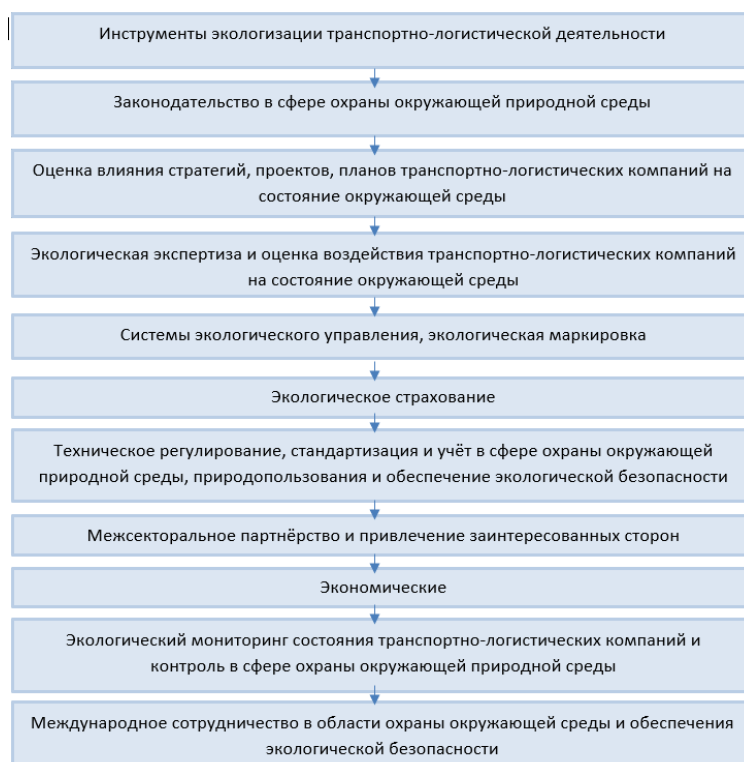 Инструменты экологизации транспортно-логистической деятельности
Законодательство в сфере охраны окружающей природной среды
Оценка влияния стратегий, проектов, планов транспортно-логистических компаний на
состояние окружающей среды
Экологическая экспертиза и оценка воздействия транспортно-логистических компаний
на состояние окружающей среды
Системы экологического управления, экологическая маркировка
Экологическое страхование
Техническое регулирование, стандартизация и учёт в сфере охраны окружающей
природной среды, природопользования и обеспечение экологической безопасности
Межсекторальное партнёрство и привлечение заинтересованных сторон
Экономические
Экологический мониторинг состояния транспортно-логистических компаний и
контроль в сфере охраны окружающей природной среды
Международное сотрудничество в области охраны окружающей среды и обеспечения
экологической безопасности